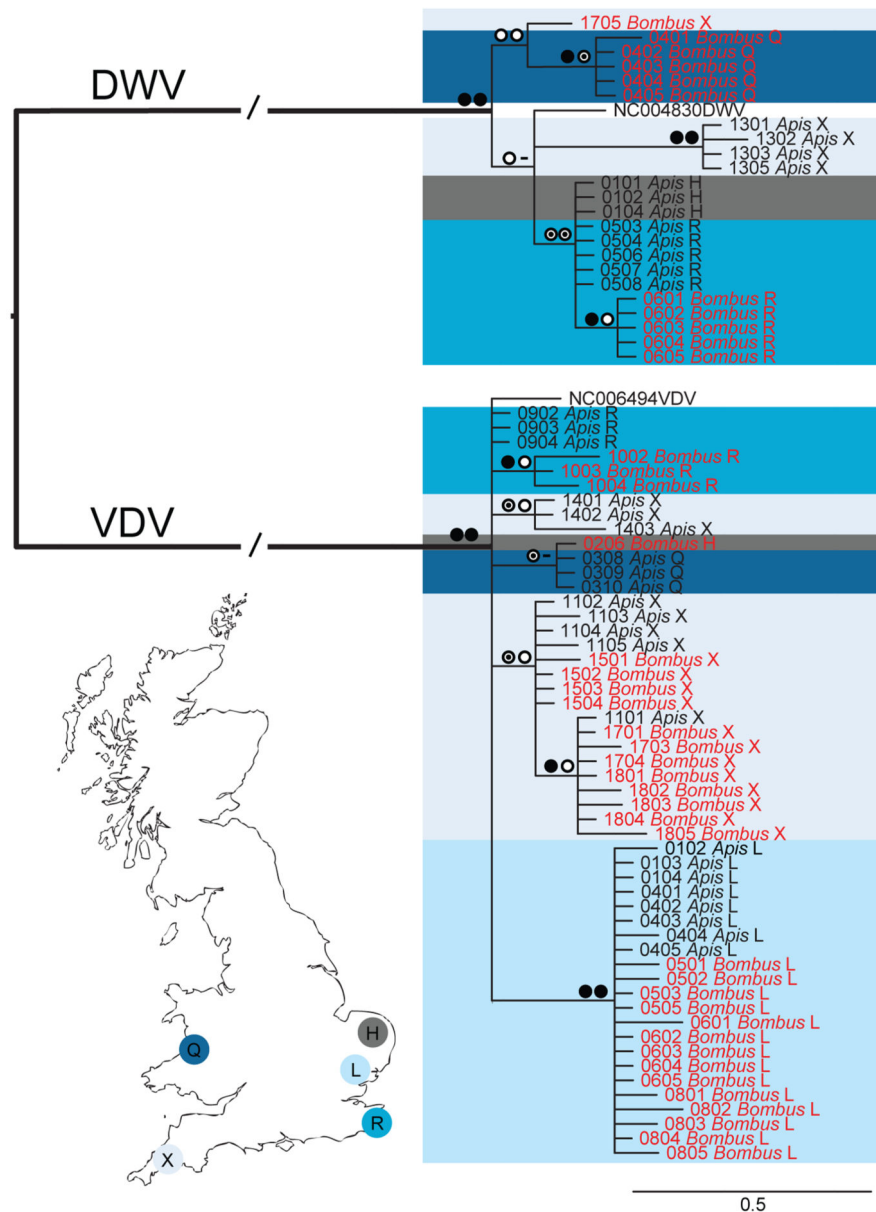 DWV
1705 Bombus X
0401 Bombus Q
0402 Bombus Q
0403 Bombus Q
0404 Bombus Q
0405 Bombus Q
NC004830DWV
1301 Apis X
1302 Apis X
1303 Apis X
1305 Apis X
0101 Apis H
0102 Apis H
0104 Apis H
0503 Apis R
0504 Apis R
0506 Apis R
0507 Apis R
0508 Apis R
0601 Bombus R
0602 Bombus R
0603 Bombus R
0604 Bombus R
0605 Bombus R
VDV
NC006494VDV
0902 Apis R
0903 Apis R
0904 Apis R
1002 Bombus R
1003 Bombus R
1004 Bombus R
1401 Apis X
1402 Apis X
1403 Apis X
0206 Bombus H
0308 Apis Q
0309 Apis Q
0310 Apis Q
1102 Apis X
1103 Apis X
1104 Apis X
1105 Apis X
1501 Bombus X
1502 Bombus X
1503 Bombus X
1504 Bombus X
1101 Apis X
1701 Bombus X
1703 Bombus X
1704 Bombus X
1801 Bombus X
1802 Bombus X
1803 Bombus X
1804 Bombus X
1805 Bombus X
0102 Apis L
0103 Apis L
0104 Apis L
0401 Apis L
0402 Apis L
0403 Apis L
0404 Apis L
0405 Apis L
0501 Bombus L
0502 Bombus L
0503 Bombus L
0505 Bombus L
0601 Bombus L
0602 Bombus L
0603 Bombus L
0604 Bombus L
0605 Bombus L
0801 Bombus L
0802 Bombus L
0803 Bombus L
0804 Bombus L
0805 Bombus L
H
Q
L
R
X
0.5